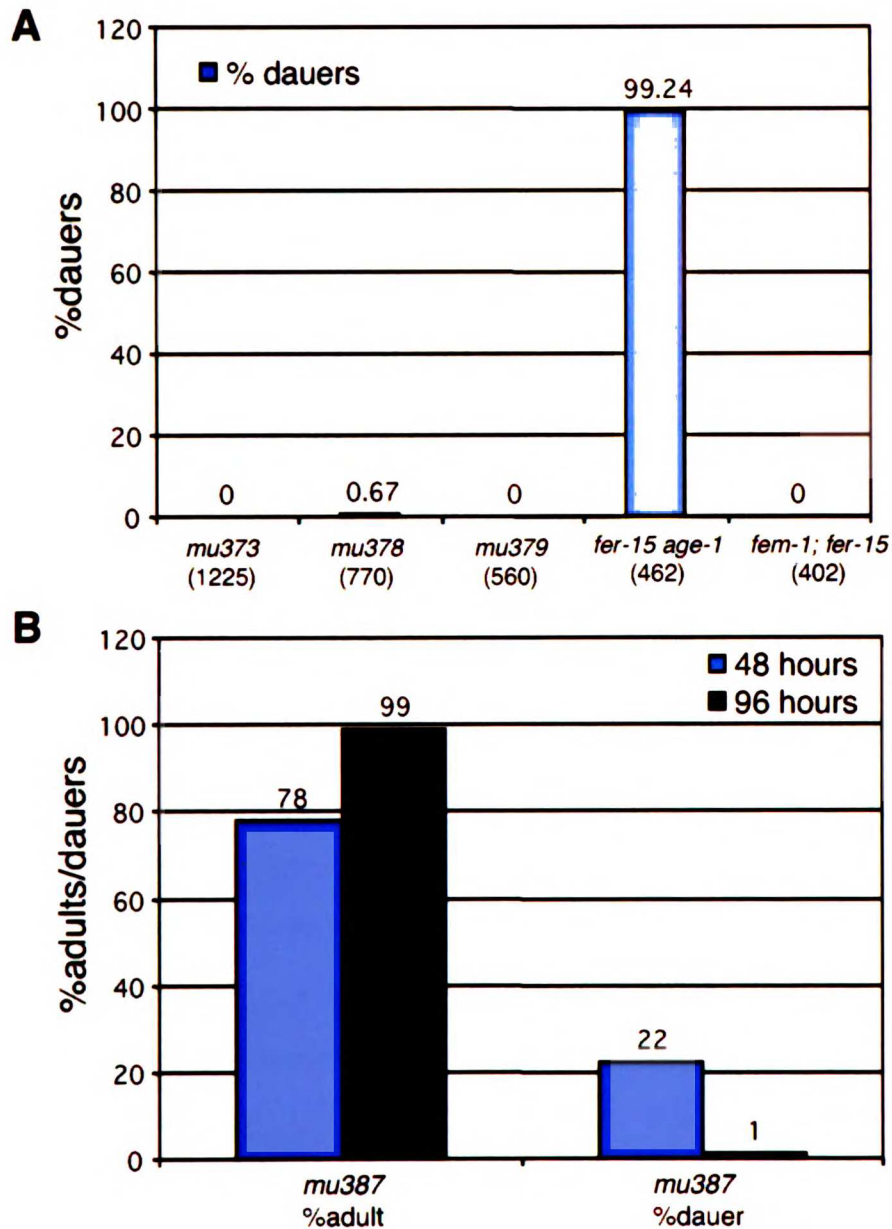 A
120
100
80
60
40
20
0
%dauers
% dauers
99.24
0
0.67
0
0
mu373
(1225)
mu378
(770)
mu379
(560)
fer-15 age-1
(462)
fem-1; fer-15
(402)
B
120
100
80
60
40
20
0
%adults/dauers
48 hours
96 hours
78
99
22
1
mu387
%adult
mu387
%dauer